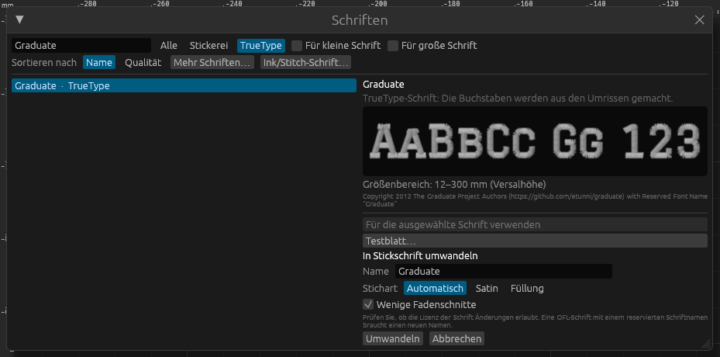 mm -280 -260 -240 -220 -200 -180 -160 -140 -120
Schriften
Graduate Alle Stickerei TrueType Für kleine Schrift Für große Schrift
Sortieren nach Name Qualität Mehr Schriften... Ink/Stitch-Schrift...
Graduate · TrueType
Graduate
TrueType-Schrift: Die Buchstaben werden aus den Umrissen gemacht.
AaBbCc Gg 123
Größenbereich: 12–300 mm (Versalhöhe)
Copyright 2012 The Graduate Project Authors (https://github.com/etunni/graduate) with Reserved Font Name
"Graduate"
Für die ausgewählte Schrift verwenden
Testblatt...
In Stickschrift umwandeln
Name Graduate
Stichart Automatisch Satin Füllung
Wenige Fadenschnitte
Prüfen Sie, ob die Lizenz der Schrift Änderungen erlaubt. Eine OFL-Schrift mit einem reservierten Schriftnamen
braucht einen neuen Namen.
Umwandeln Abbrechen